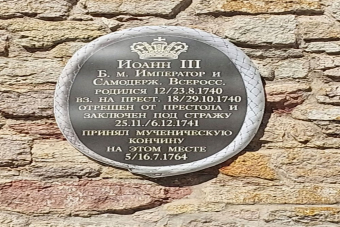 Иоанн III
Б. м. Император и
Самодерж. Всеросс.
родился 12/23.8.1740
вз. на прест. 18/29.10.1740
отрешен от престола и
заключен под стражу
25.11./6.12.1741
принял мученическую
кончину
на этом месте
5/16.7.1764